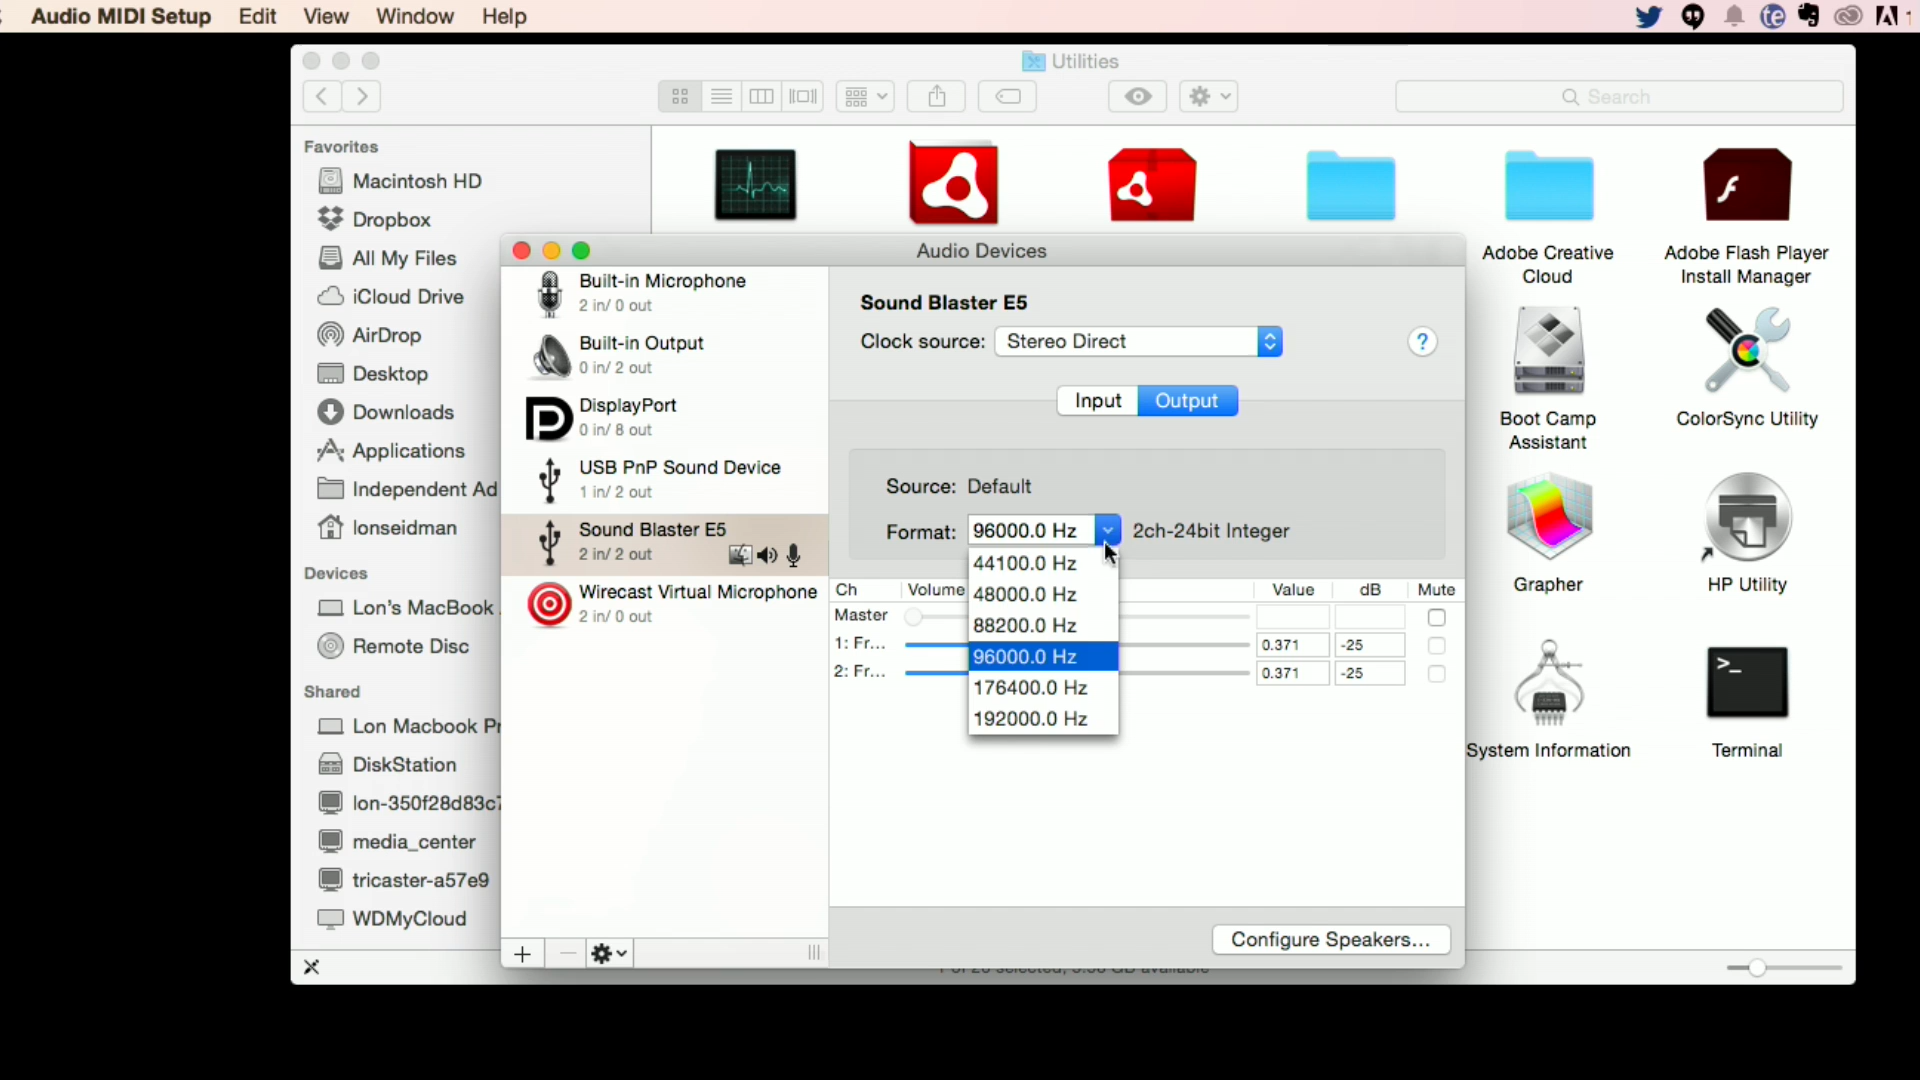 Audio MIDI Setup Edit View Window Help
te
Utilities
Search
Favorites
Macintosh HD
Dropbox
All My Files
iCloud Drive
AirDrop
Desktop
Downloads
Applications
Independent Ad
lonseidman
Devices
Lon's MacBook
Remote Disc
Shared
Lon Macbook Pr
DiskStation
lon-350f28d83c7
media_center
tricaster-a57e9
WDMyCloud
Adobe Creative
Cloud
Adobe Flash Player
Install Manager
Boot Camp
Assistant
ColorSync Utility
Grapher
HP Utility
System Information
Terminal
Audio Devices
Built-in Microphone
2 in/ 0 out
Built-in Output
0 in/ 2 out
DisplayPort
0 in/ 8 out
USB PnP Sound Device
1 in/ 2 out
Sound Blaster E5
2 in/ 2 out
Wirecast Virtual Microphone
2 in/ 0 out
Sound Blaster E5
Clock source: Stereo Direct
?
Input Output
Source: Default
Format: 96000.0 Hz 2ch-24bit Integer
44100.0 Hz
48000.0 Hz
88200.0 Hz
96000.0 Hz
176400.0 Hz
192000.0 Hz
Ch Volume Value dB Mute
Master
1: Fr... 0.371 -25
2: Fr... 0.371 -25
Configure Speakers...